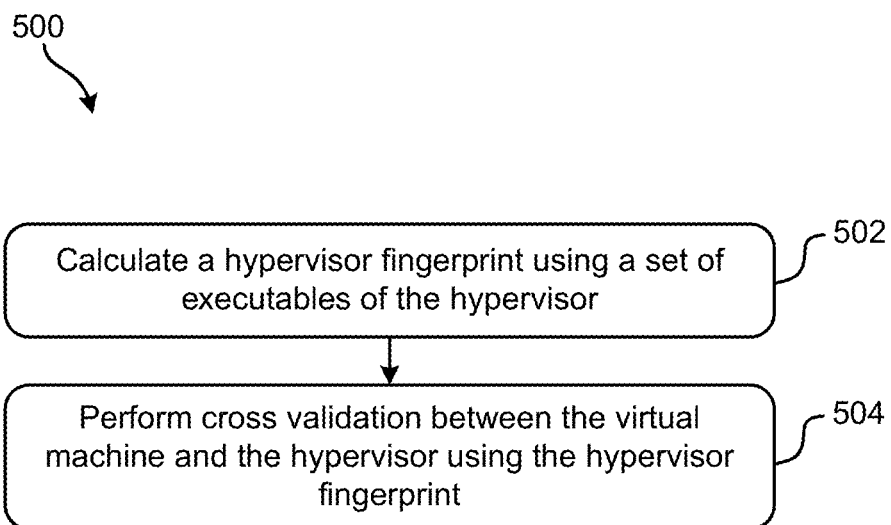 500
Calculate a hypervisor fingerprint using a set of
executables of the hypervisor
502
Perform cross validation between the virtual
machine and the hypervisor using the hypervisor
fingerprint
504